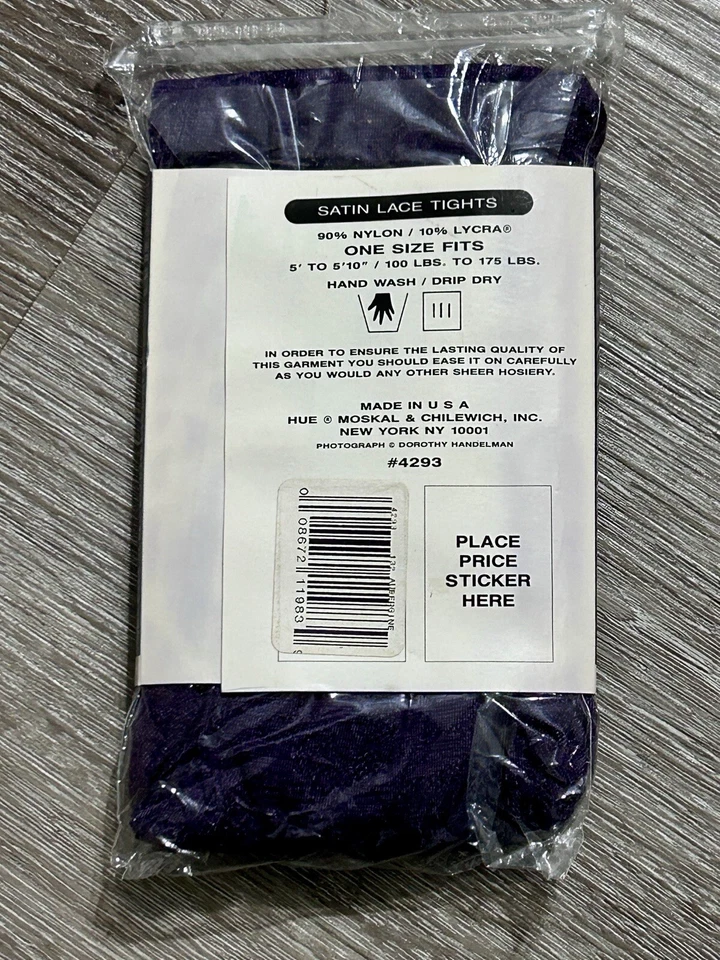 SATIN LACE TIGHTS
90% NYLON / 10% LYCRA®
ONE SIZE FITS
5' TO 5'10" / 100 LBS. TO 175 LBS.
HAND WASH / DRIP DRY
IN ORDER TO ENSURE THE LASTING QUALITY OF
THIS GARMENT YOU SHOULD EASE IT ON CAREFULLY
AS YOU WOULD ANY OTHER SHEER HOSIERY.
MADE IN U S A
HUE ® MOSKAL & CHILEWICH, INC.
NEW YORK NY 10001
PHOTOGRAPH © DOROTHY HANDELMAN
#4293
4293 AUBERGINE
0 08672 11983
PLACE
PRICE
STICKER
HERE